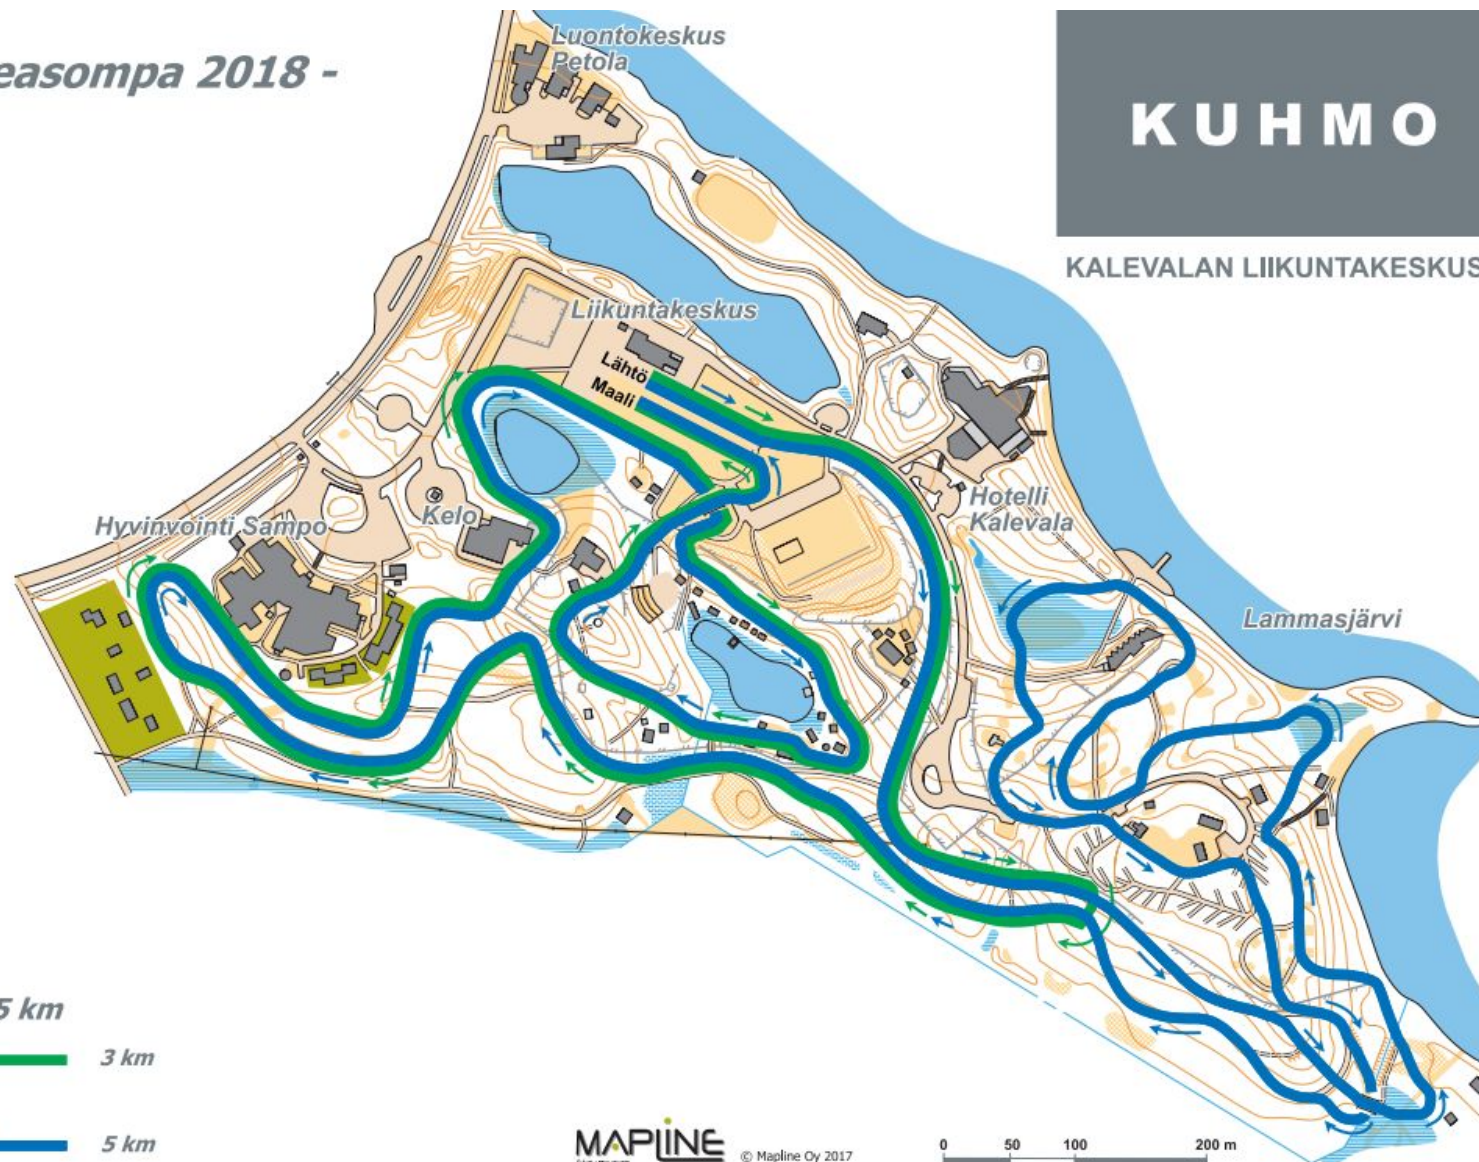 easompa 2018 -
Luontokeskus
Petola
KUHMO
KALEVALAN LIIKUNTAKESKUS
Liikuntakeskus
Lähtö
Maali
Hotelli
Kalevala
Kelo
Hyvinvointi Sampo
Lammasjärvi
5 km
3 km
5 km
MAPLINE
© Mapline Oy 2017
0 50 100 200 m